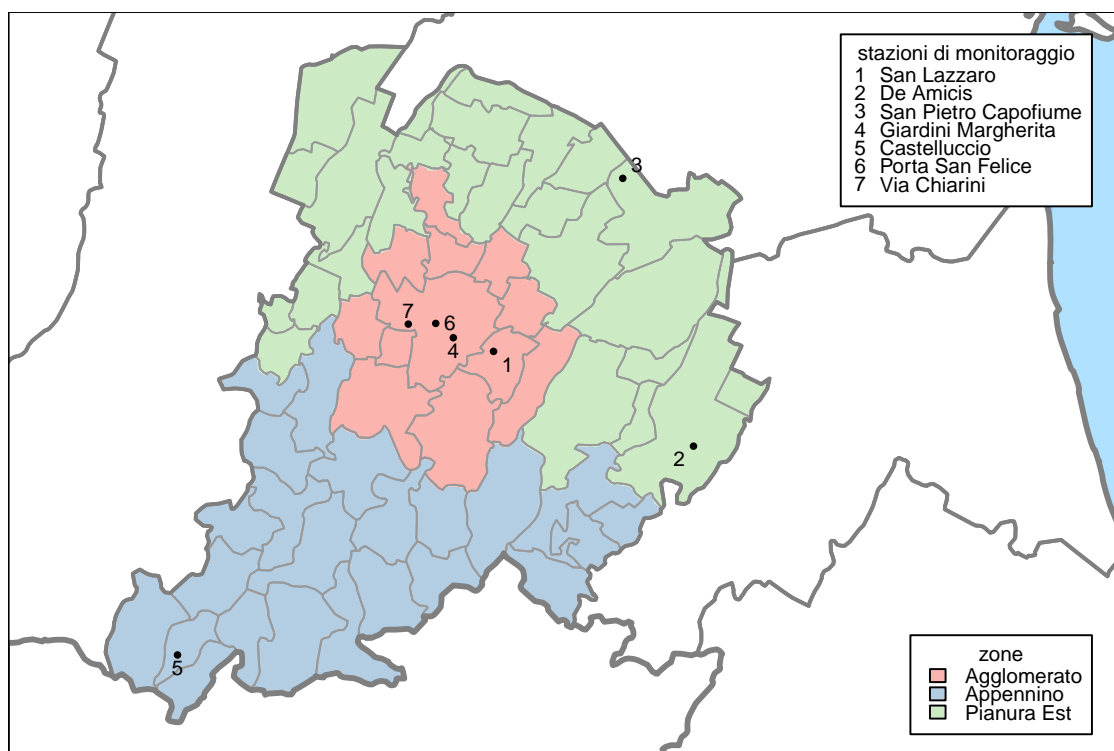 stazioni di monitoraggio
1 San Lazzaro
2 De Amicis
3 San Pietro Capofiume
4 Giardini Margherita
5 Castelluccio
6 Porta San Felice
7 Via Chiarini
3
7
6
4
1
2
5
zone
Agglomerato
Appennino
Pianura Est